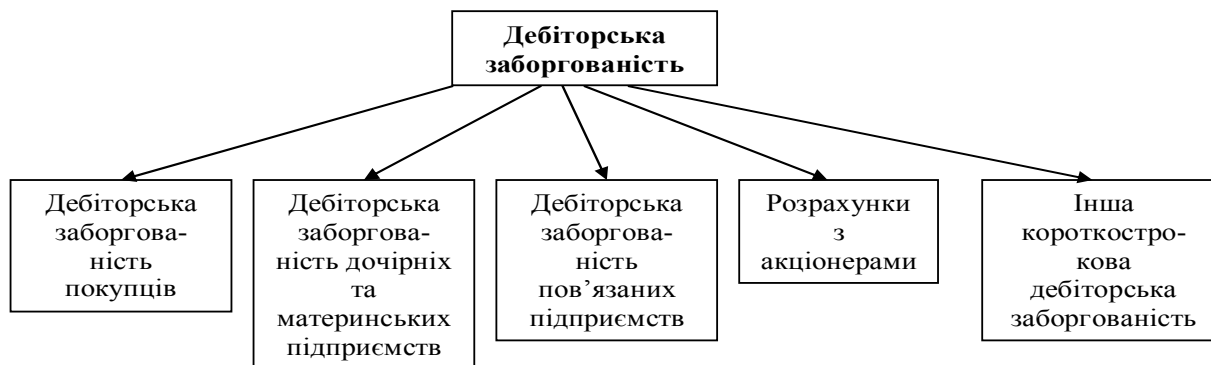 Дебіторська
заборгованість
Дебіторська
заборгова-
ність
покупців
Дебіторська
заборгова-
ність дочірніх
та
материнських
підприємств
Дебіторська
заборгова-
ність
пов’язаних
підприємств
Розрахунки
з
акціонерами
Інша
короткостро-
кова
дебіторська
заборгованість